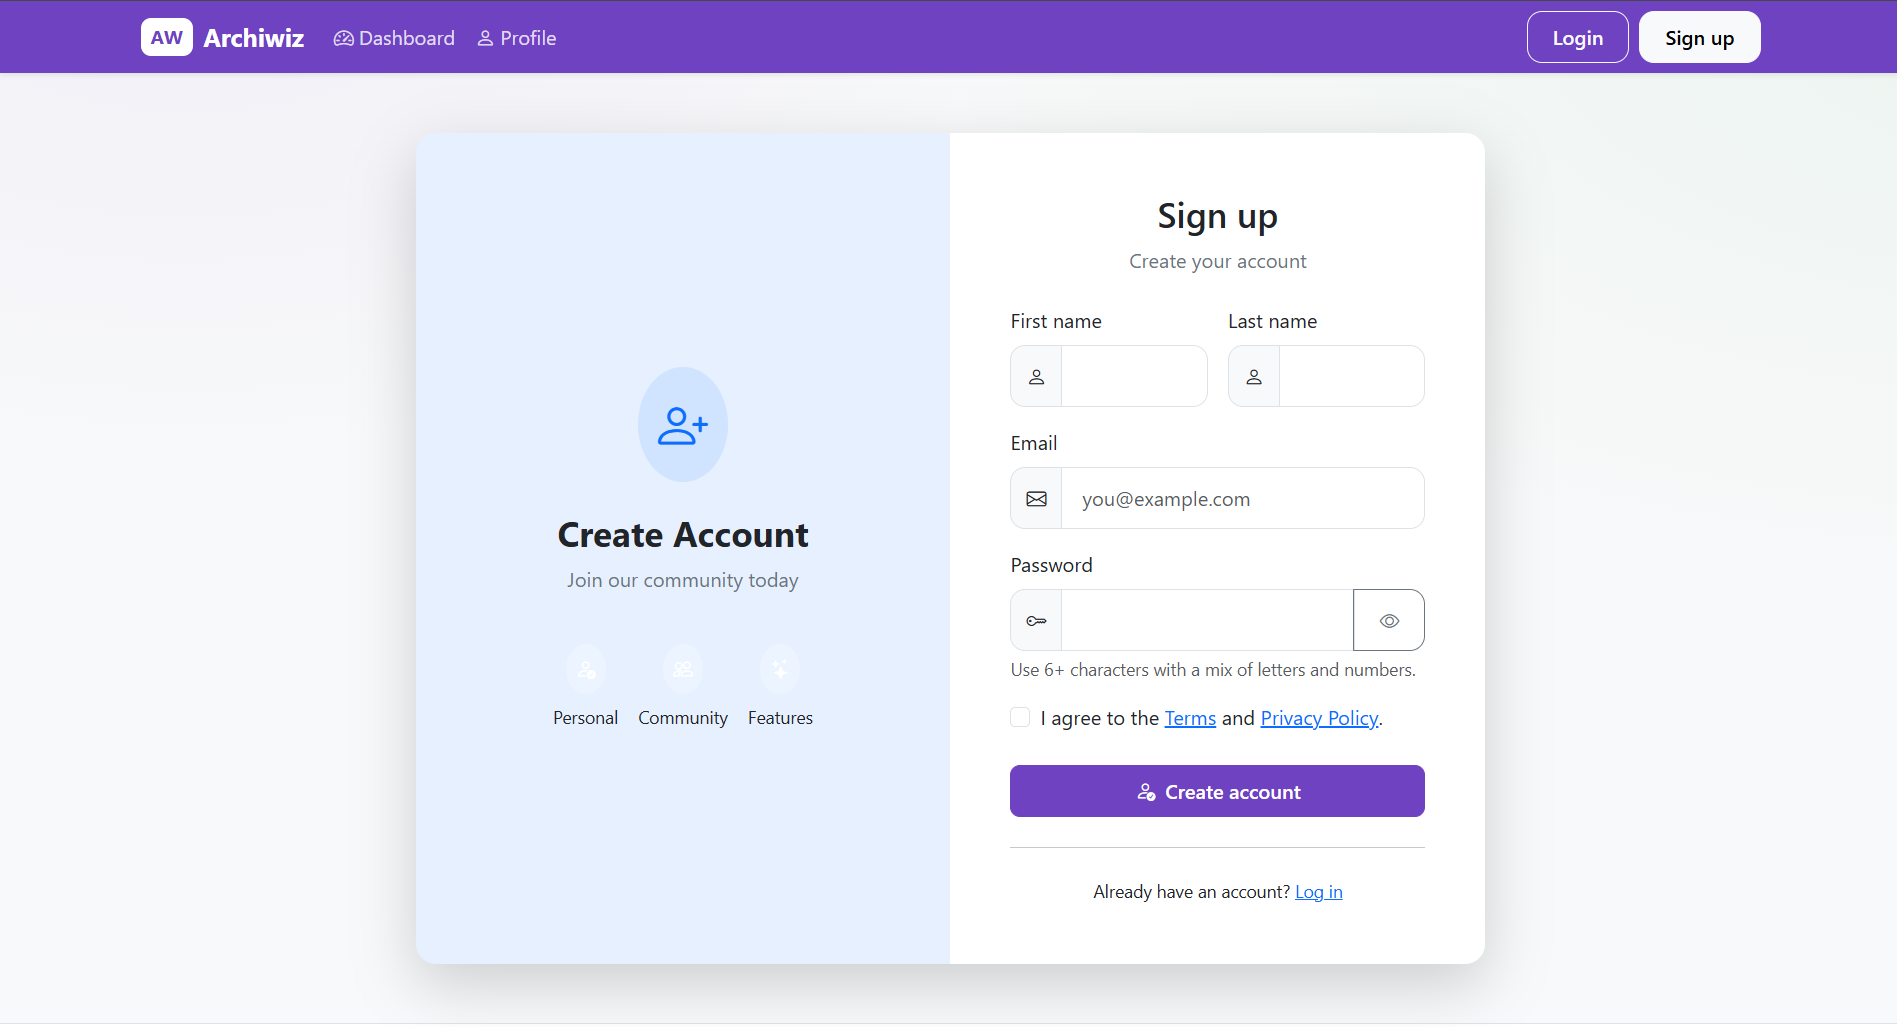 AW Archiwiz Dashboard Profile Login Sign up
Create Account
Join our community today
Personal Community Features
Sign up
Create your account
First name Last name
Email
you@example.com
Password
Use 6+ characters with a mix of letters and numbers.
I agree to the Terms and Privacy Policy.
Create account
Already have an account? Log in